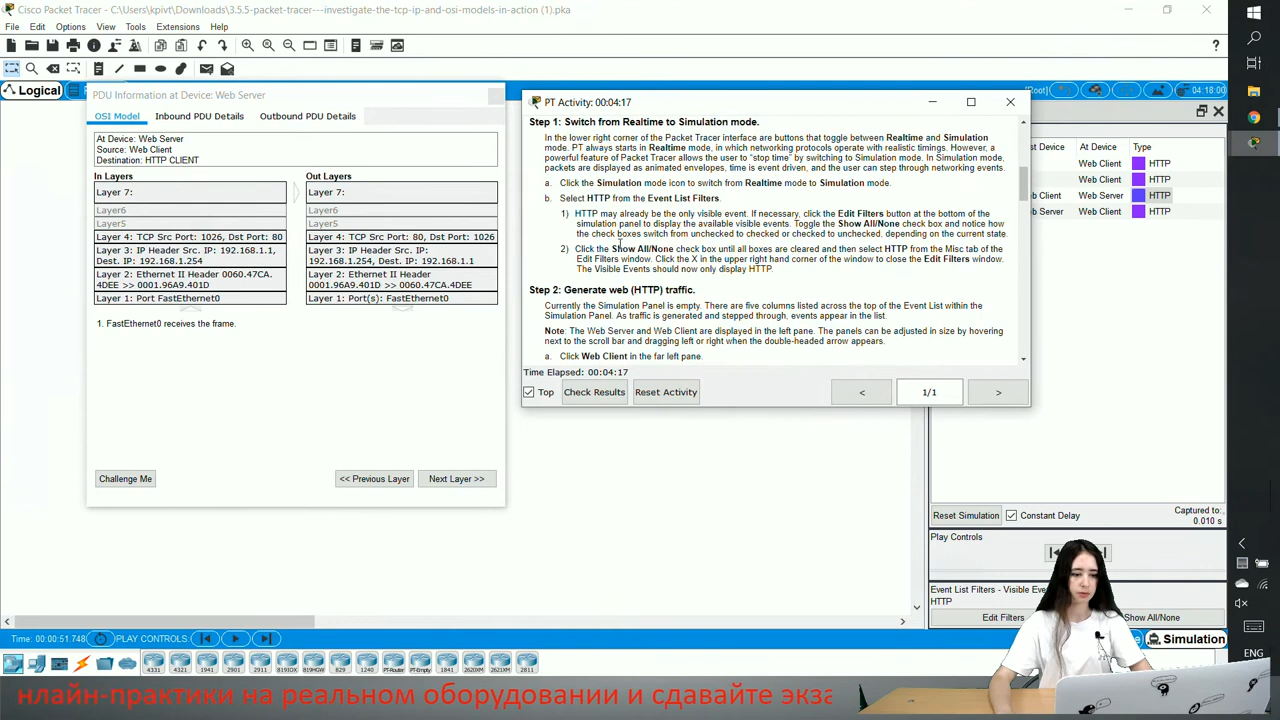 Cisco Packet Tracer - C:\Users\kpivt\Downloads\3.5.5-packet-tracer---investigate-the-tcp-ip-and-osi-models-in-action (1).pka
File Edit Options View Tools Extensions Help
Logical
[Root]
04:18:00
PDU Information at Device: Web Server
OSI Model Inbound PDU Details Outbound PDU Details
At Device: Web Server
Source: Web Client
Destination: HTTP CLIENT
In Layers Out Layers
Layer 7: Layer 7:
Layer6 Layer6
Layer5 Layer5
Layer 4: TCP Src Port: 1026, Dst Port: 80 Layer 4: TCP Src Port: 80, Dst Port: 1026
Layer 3: IP Header Src. IP: 192.168.1.1, Dest. IP: 192.168.1.254
Layer 3: IP Header Src. IP: 192.168.1.254, Dest. IP: 192.168.1.1
Layer 2: Ethernet II Header 0060.47CA.4DEE >> 0001.96A9.401D
Layer 2: Ethernet II Header 0001.96A9.401D >> 0060.47CA.4DEE
Layer 1: Port FastEthernet0 Layer 1: Port(s): FastEthernet0
1. FastEthernet0 receives the frame.
Challenge Me << Previous Layer Next Layer >>
PT Activity: 00:04:17
Step 1: Switch from Realtime to Simulation mode.
In the lower right corner of the Packet Tracer interface are buttons that toggle between Realtime and Simulation
mode. PT always starts in Realtime mode, in which networking protocols operate with realistic timings. However, a
powerful feature of Packet Tracer allows the user to “stop time” by switching to Simulation mode. In Simulation mode,
packets are displayed as animated envelopes, time is event driven, and the user can step through networking events.
a. Click the Simulation mode icon to switch from Realtime mode to Simulation mode.
b. Select HTTP from the Event List Filters.
1) HTTP may already be the only visible event. If necessary, click the Edit Filters button at the bottom of the
simulation panel to display the available visible events. Toggle the Show All/None check box and notice how
the check boxes switch from unchecked to checked or checked to unchecked, depending on the current state.
2) Click the Show All/None check box until all boxes are cleared and then select HTTP from the Misc tab of the
Edit Filters window. Click the X in the upper right hand corner of the window to close the Edit Filters window.
The Visible Events should now only display HTTP.
Step 2: Generate web (HTTP) traffic.
Currently the Simulation Panel is empty. There are five columns listed across the top of the Event List within the
Simulation Panel. As traffic is generated and stepped through, events appear in the list.
Note: The Web Server and Web Client are displayed in the left pane. The panels can be adjusted in size by hovering
next to the scroll bar and dragging left or right when the double-headed arrow appears.
a. Click Web Client in the far left pane.
Time Elapsed: 00:04:17
Top Check Results Reset Activity < 1/1 >
st Device At Device Type
Web Client HTTP
Web Client HTTP
b Client Web Server HTTP
b Server Web Client HTTP
Reset Simulation Constant Delay Captured to:
0.010 s
Play Controls
Event List Filters - Visible Eve
HTTP
Edit Filters Show All/None
Time: 00:00:51.748 PLAY CONTROLS: Simulation
4331 4321 1941 2901 2911 819IOX 819HGW 829 1240 PT-Router PT-Empty 1841 2620XM 2621XM 2811
ENG
нлайн-практики на реальном оборудовании и сдавайте экза